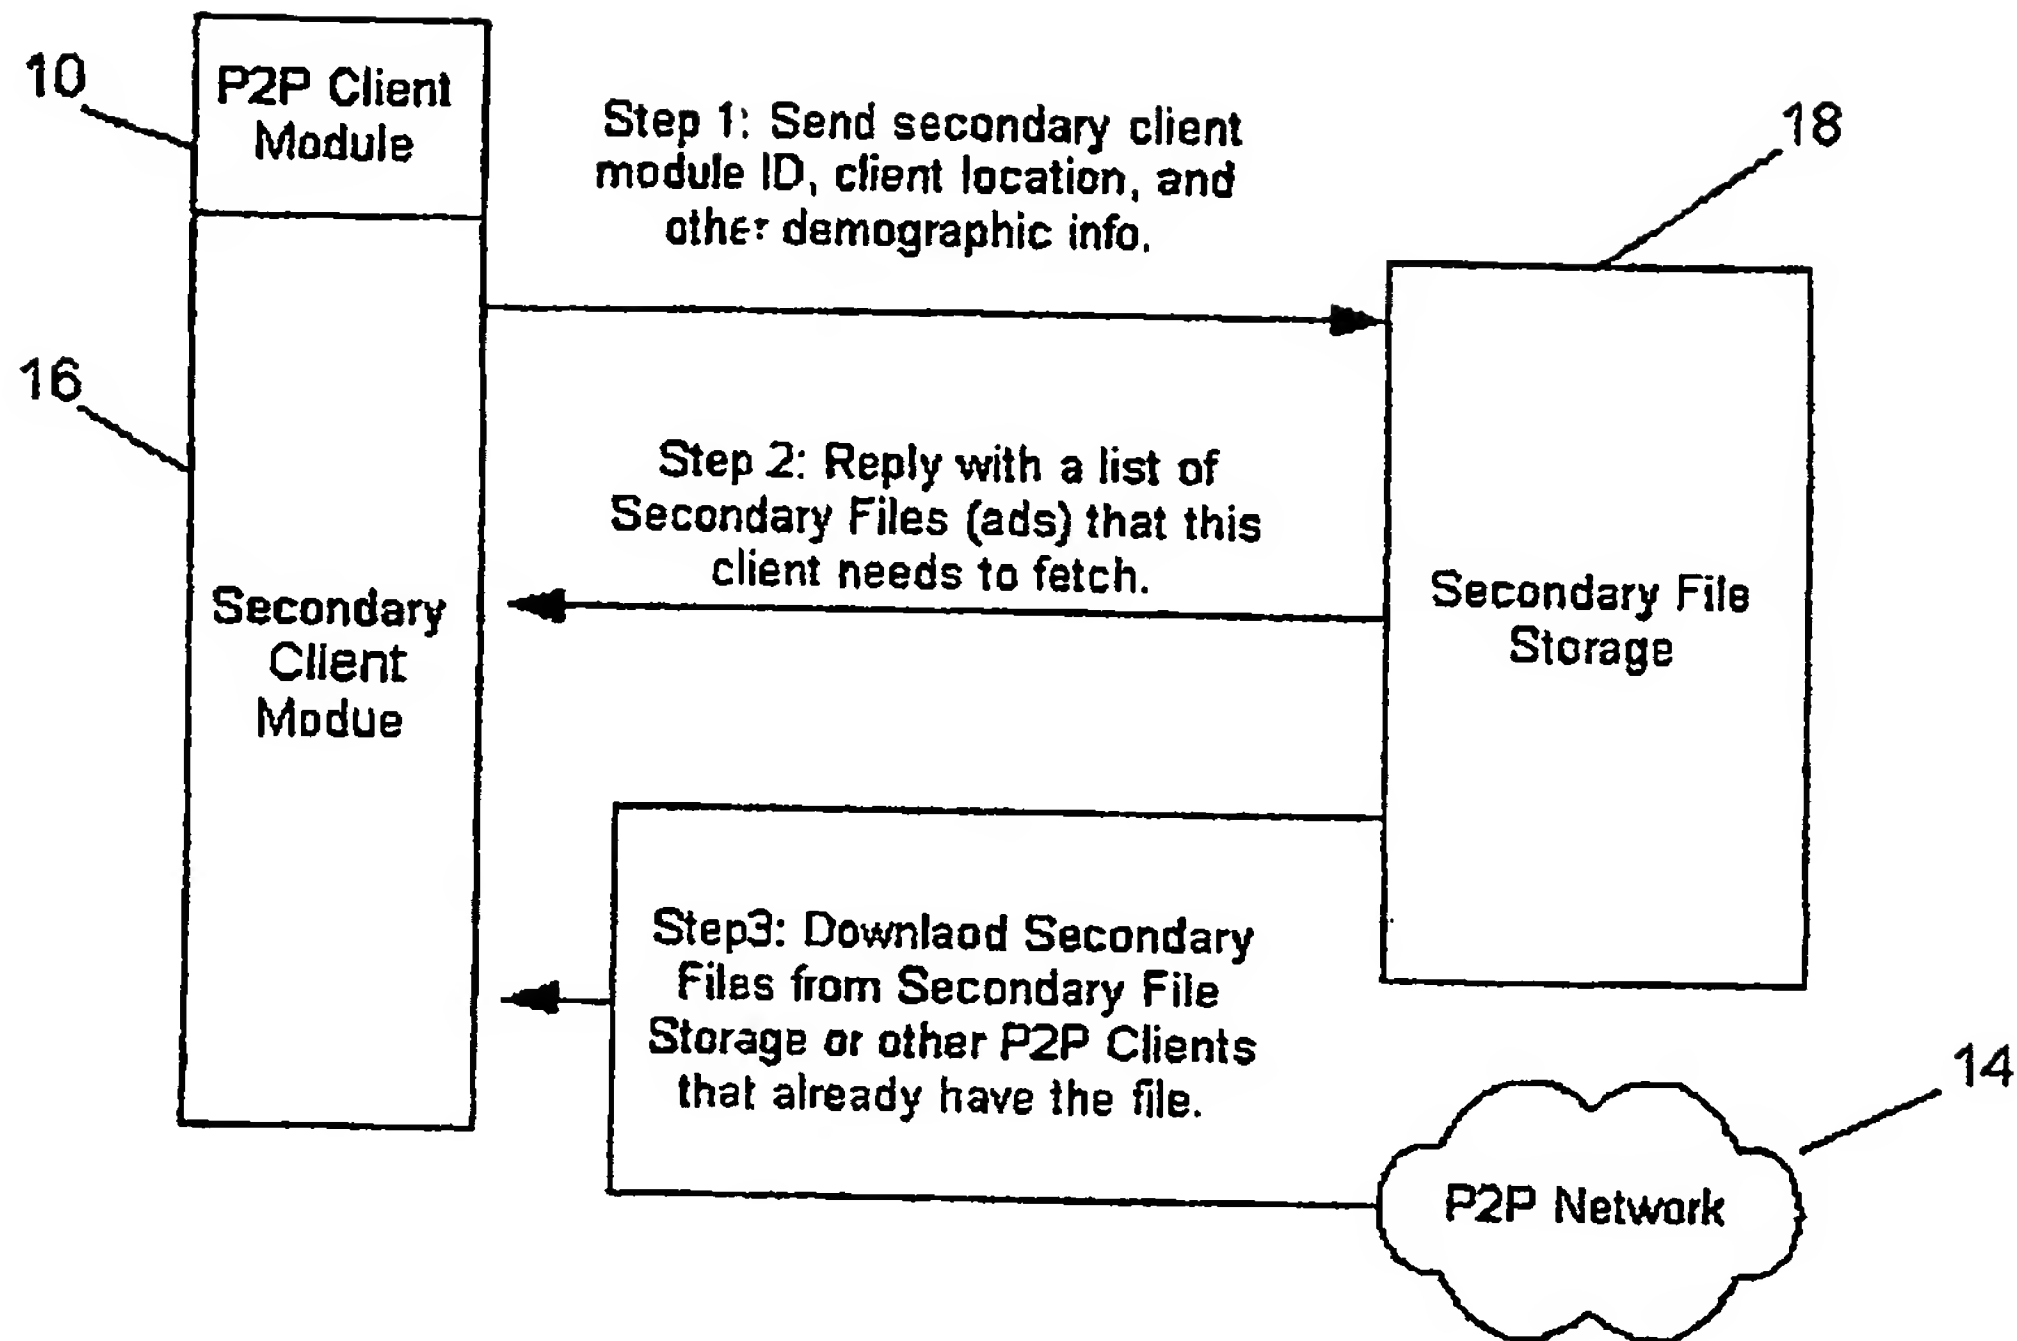 10
P2P Client
Module
Step 1: Send secondary client
module ID, client location, and
other demographic info.
18
16
Step 2: Reply with a list of
Secondary Files (ads) that this
client needs to fetch.
Secondary
Client
Modue
Secondary File
Storage
Step3: Downlaod Secondary
Files from Secondary File
Storage or other P2P Clients
that already have the file.
14
P2P Network